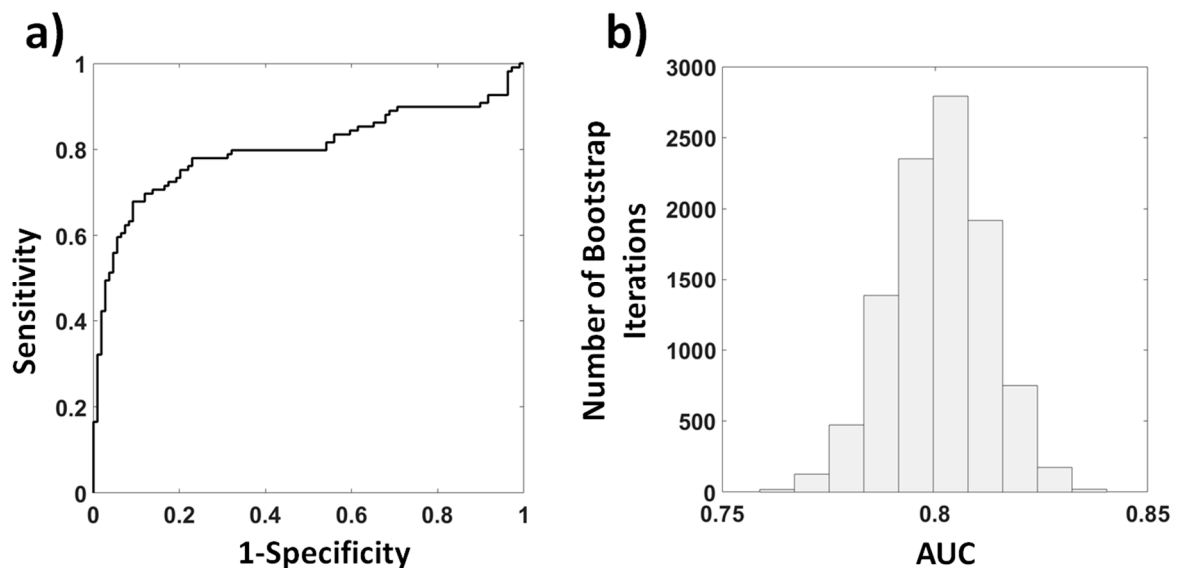 a)
Sensitivity
1
0.8
0.6
0.4
0.2
0
0 0.2 0.4 0.6 0.8 1
1-Specificity
b)
Number of Bootstrap
Iterations
3000
2500
2000
1500
1000
500
0
0.75 0.8 0.85
AUC